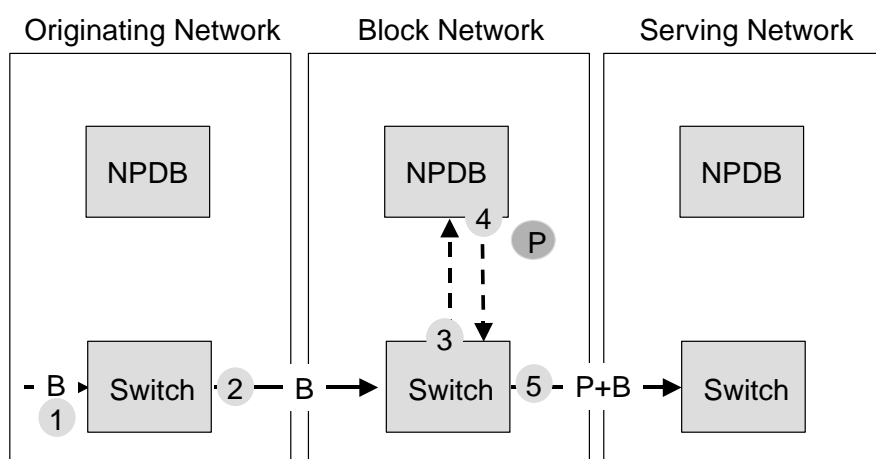 Originating Network
Block Network
Serving Network
NPDB
NPDB
NPDB
4
P
3
B
1
Switch
2
B
Switch
5
P+B
Switch